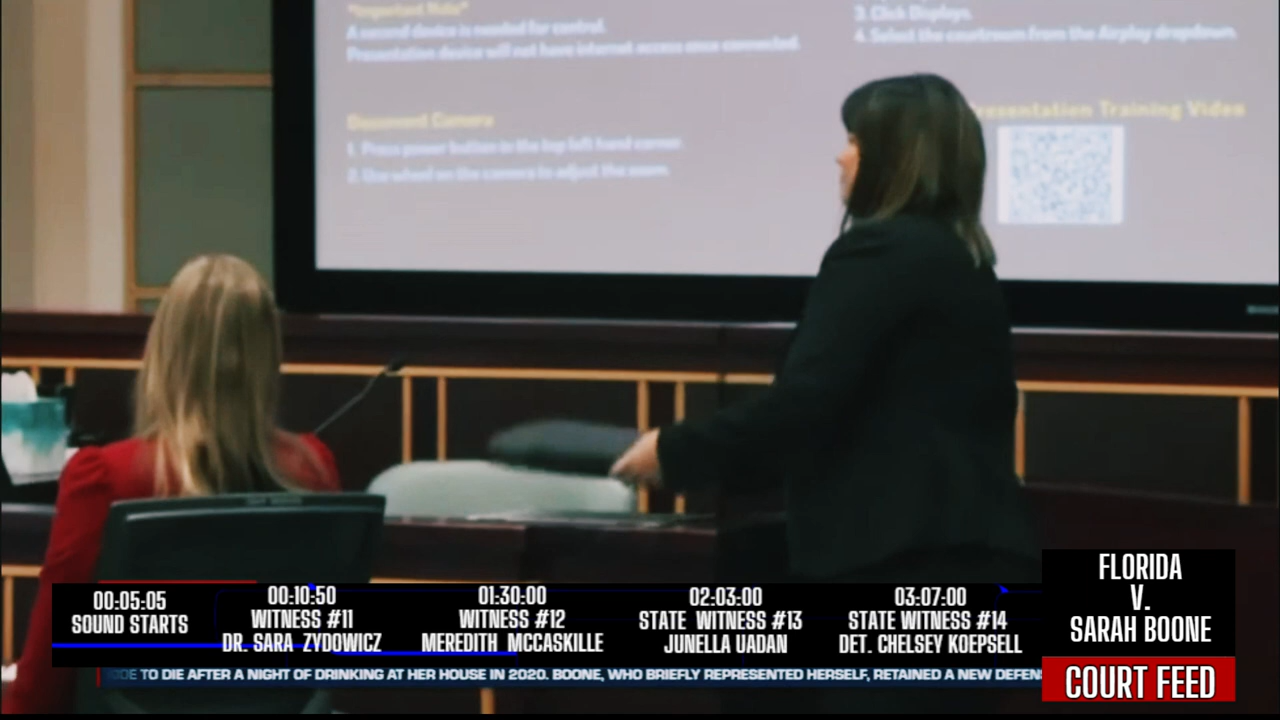 "Important Rule"
A second device is needed for control.
Presentation device will not have internet access once connected.
3. Click Displays.
4. Select the courtroom from the Airplay dropdown.
Document Camera
1. Press power button in the top left hand corner.
2. Use wheel on the camera to adjust the zoom.
Presentation Training Video
00:05:05
SOUND STARTS
00:10:50
WITNESS #11
DR. SARA ZYDOWICZ
01:30:00
WITNESS #12
MEREDITH MCCASKILLE
02:03:00
STATE WITNESS #13
JUNELLA UADAN
03:07:00
STATE WITNESS #14
DET. CHELSEY KOEPSELL
FLORIDA
V.
SARAH BOONE
COURT FEED
TO DIE AFTER A NIGHT OF DRINKING AT HER HOUSE IN 2020. BOONE, WHO BRIEFLY REPRESENTED HERSELF, RETAINED A NEW DEFENS